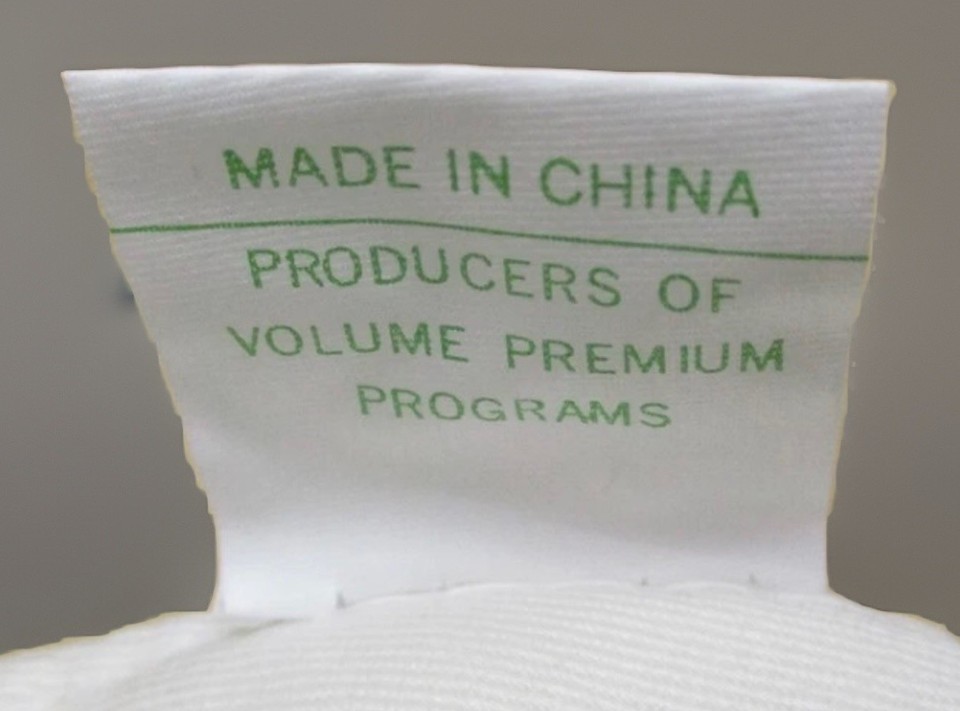 MADE IN CHINA
PRODUCERS OF
VOLUME PREMIUM
PROGRAMS